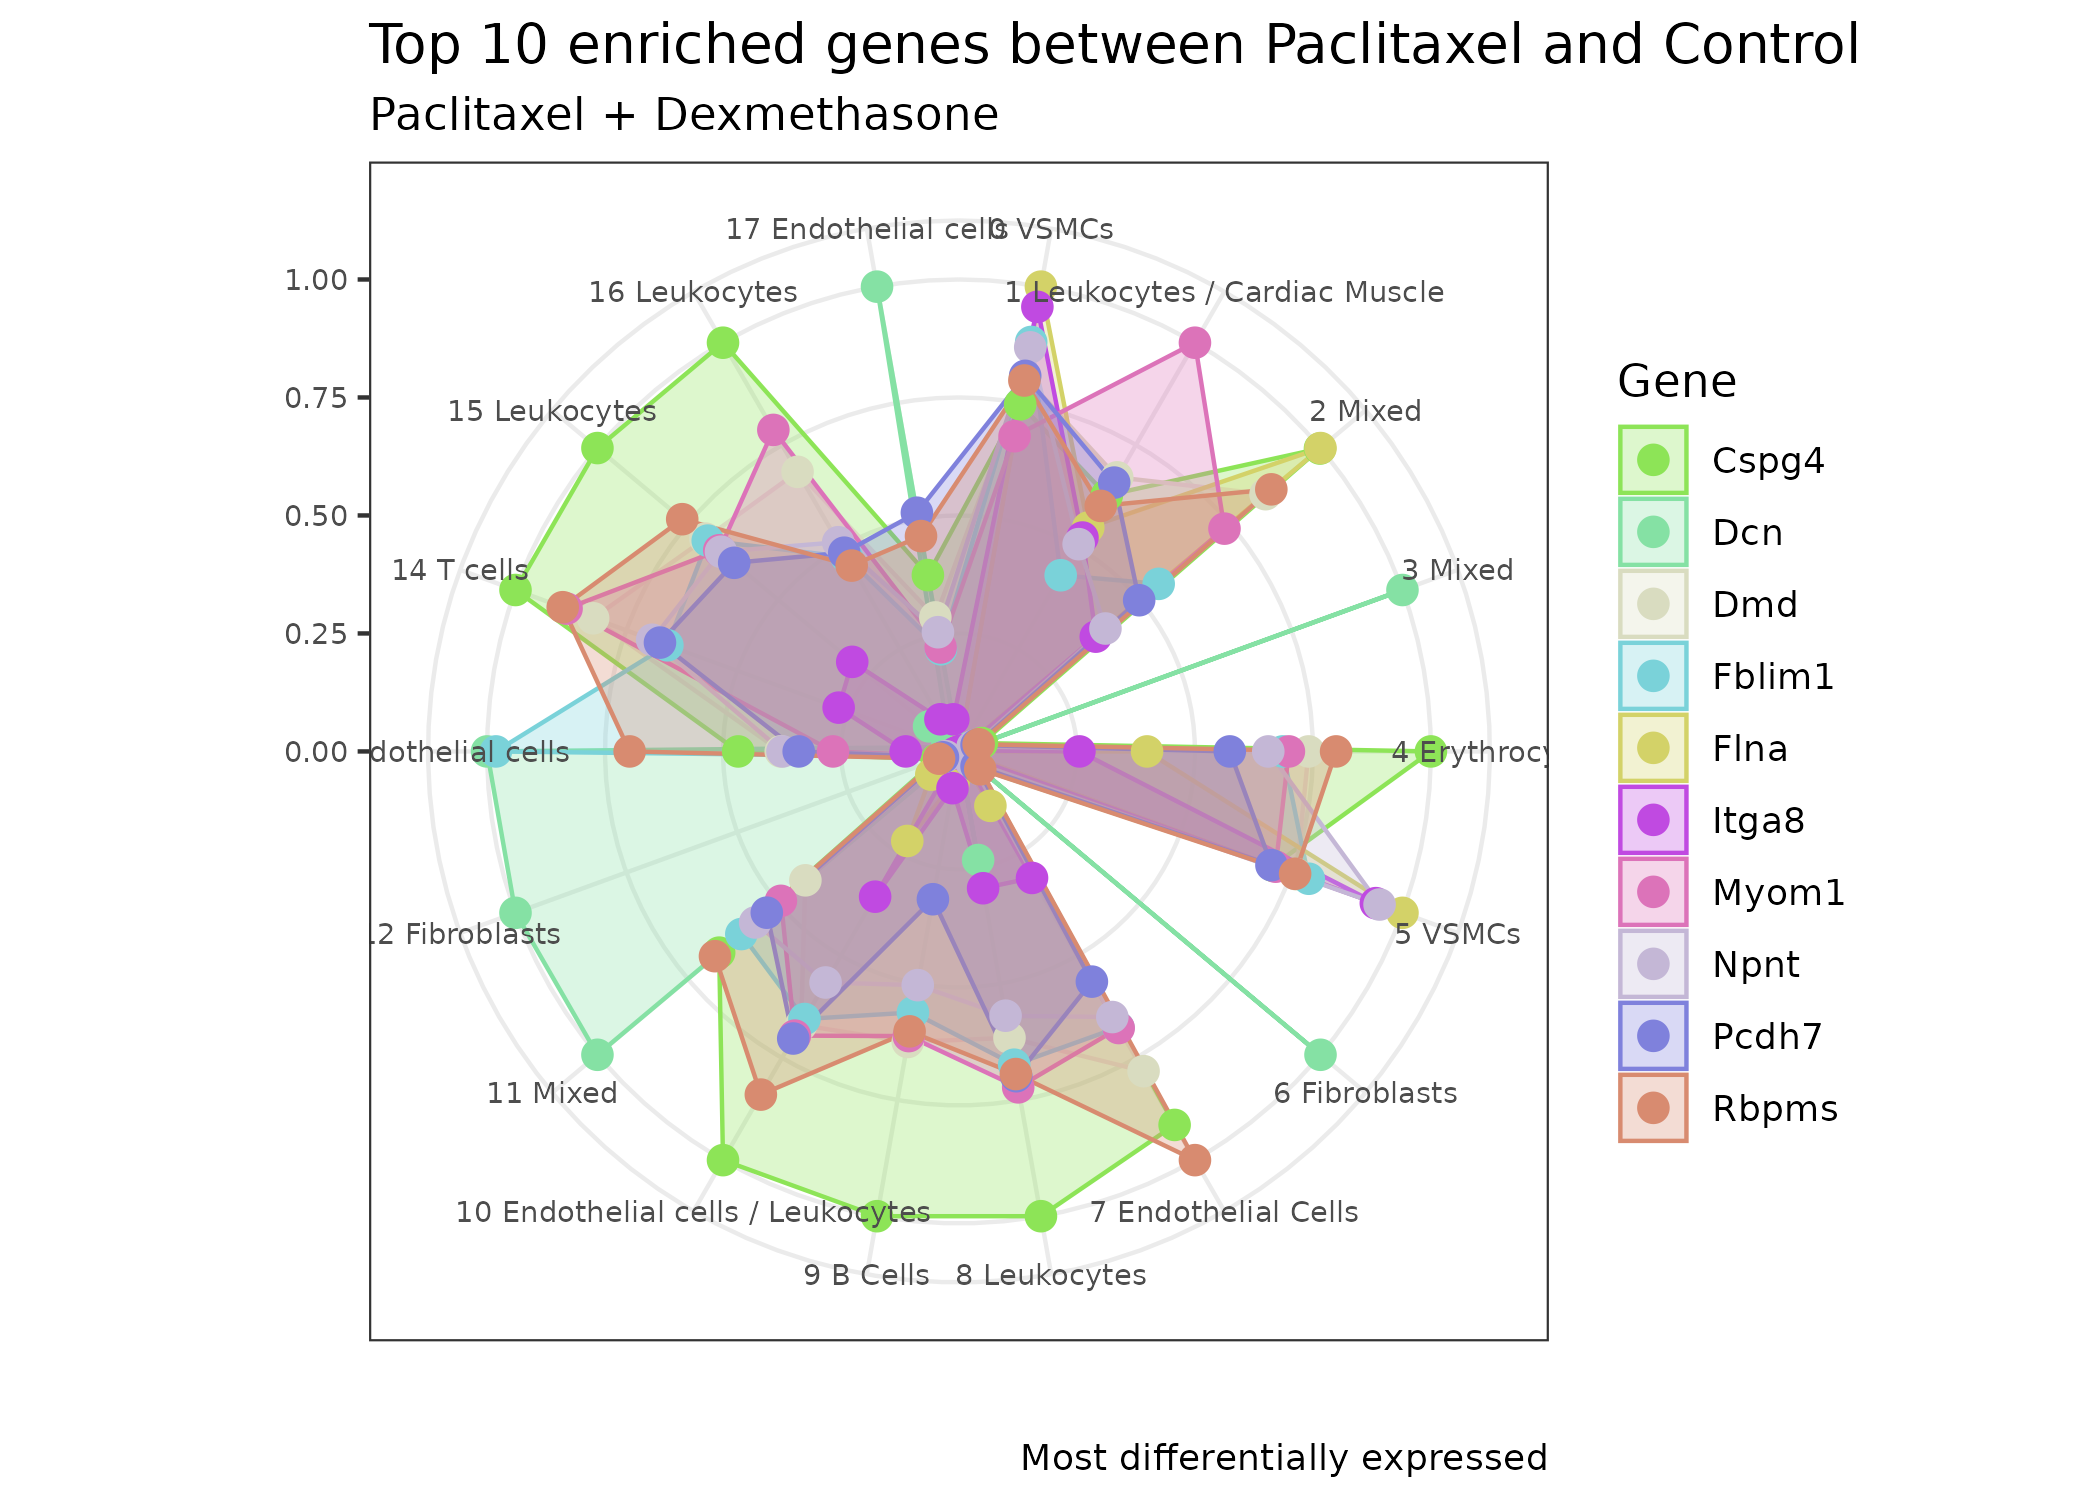 Top 10 enriched genes between Paclitaxel and Control
Paclitaxel + Dexmethasone
17 Endothelial cells
0 VSMCs
16 Leukocytes
1 Leukocytes / Cardiac Muscle
15 Leukocytes
2 Mixed
14 T cells
3 Mixed
dothelial cells
4 Erythrocy
2 Fibroblasts
5 VSMCs
11 Mixed
6 Fibroblasts
10 Endothelial cells / Leukocytes
7 Endothelial Cells
9 B Cells
8 Leukocytes
1.00
0.75
0.50
0.25
0.00
Gene
Cspg4
Dcn
Dmd
Fblim1
Flna
Itga8
Myom1
Npnt
Pcdh7
Rbpms
Most differentially expressed